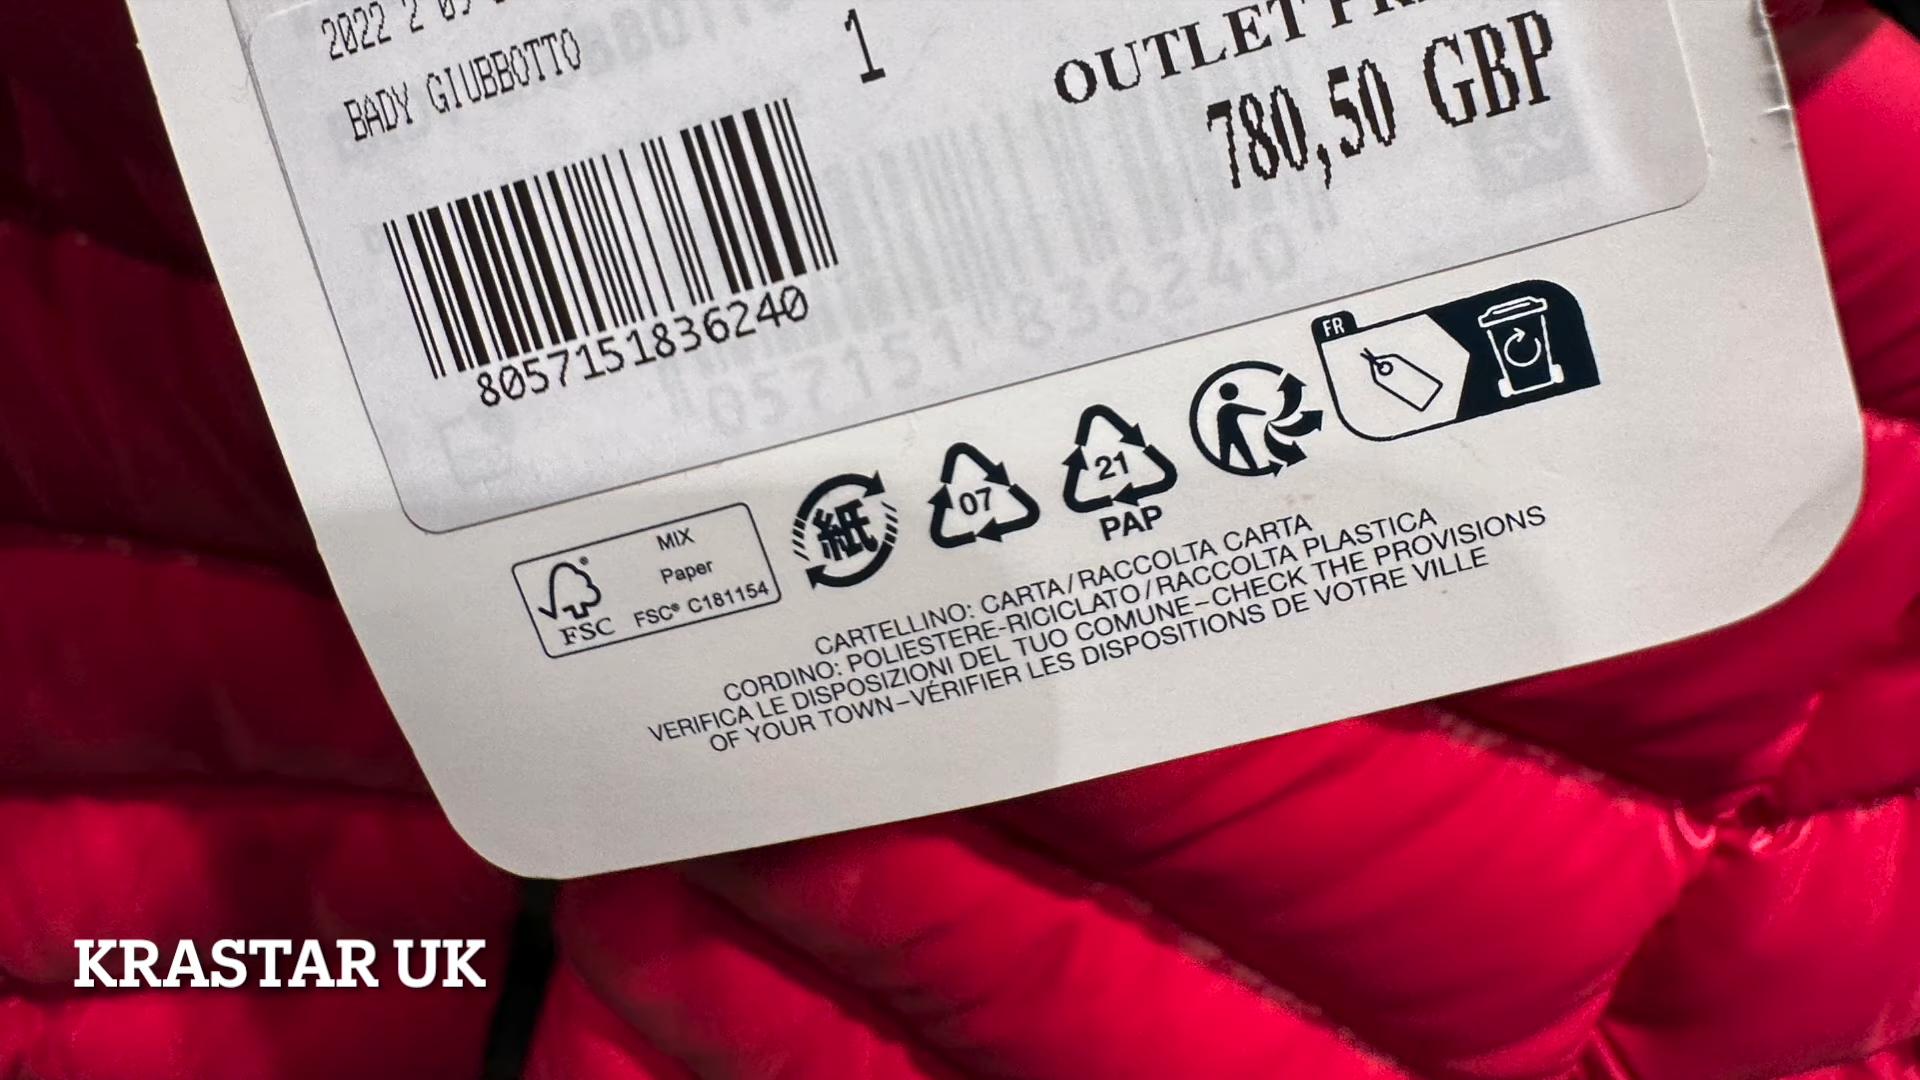 2022 2
BADY GIUBBOTTO
1
OUTLET
780,50 GBP
8057151836240
FR
MIX
Paper
FSC® C181154
FSC
紙
07
21
PAP
CARTELLINO: CARTA/RACCOLTA CARTA
CORDINO: POLIESTERE-RICICLATO/RACCOLTA PLASTICA
VERIFICA LE DISPOSIZIONI DEL TUO COMUNE–CHECK THE PROVISIONS
OF YOUR TOWN–VÉRIFIER LES DISPOSITIONS DE VOTRE VILLE
KRASTAR UK